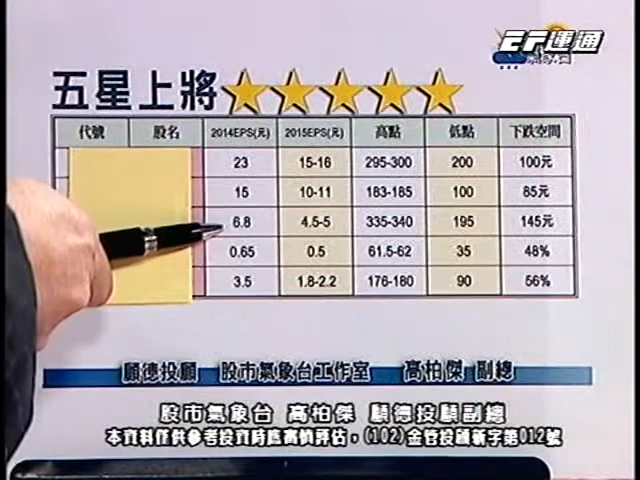 EF運通
五星上將
代號 股名 2014EPS(元) 2015EPS(元) 高點 低點 下跌空間
23 15-16 295-300 200 100元
15 10-11 183-185 100 85元
6.8 4.5-5 335-340 195 145元
0.65 0.5 61.5-62 35 48%
3.5 1.8-2.2 176-180 90 56%
顧德投顧 股市氣象台工作室 高柏傑 副總
股市氣象台 高柏傑 顧德投顧副總
本資料僅供參考投資時應審慎評估，(102)金管投顧新字第012號